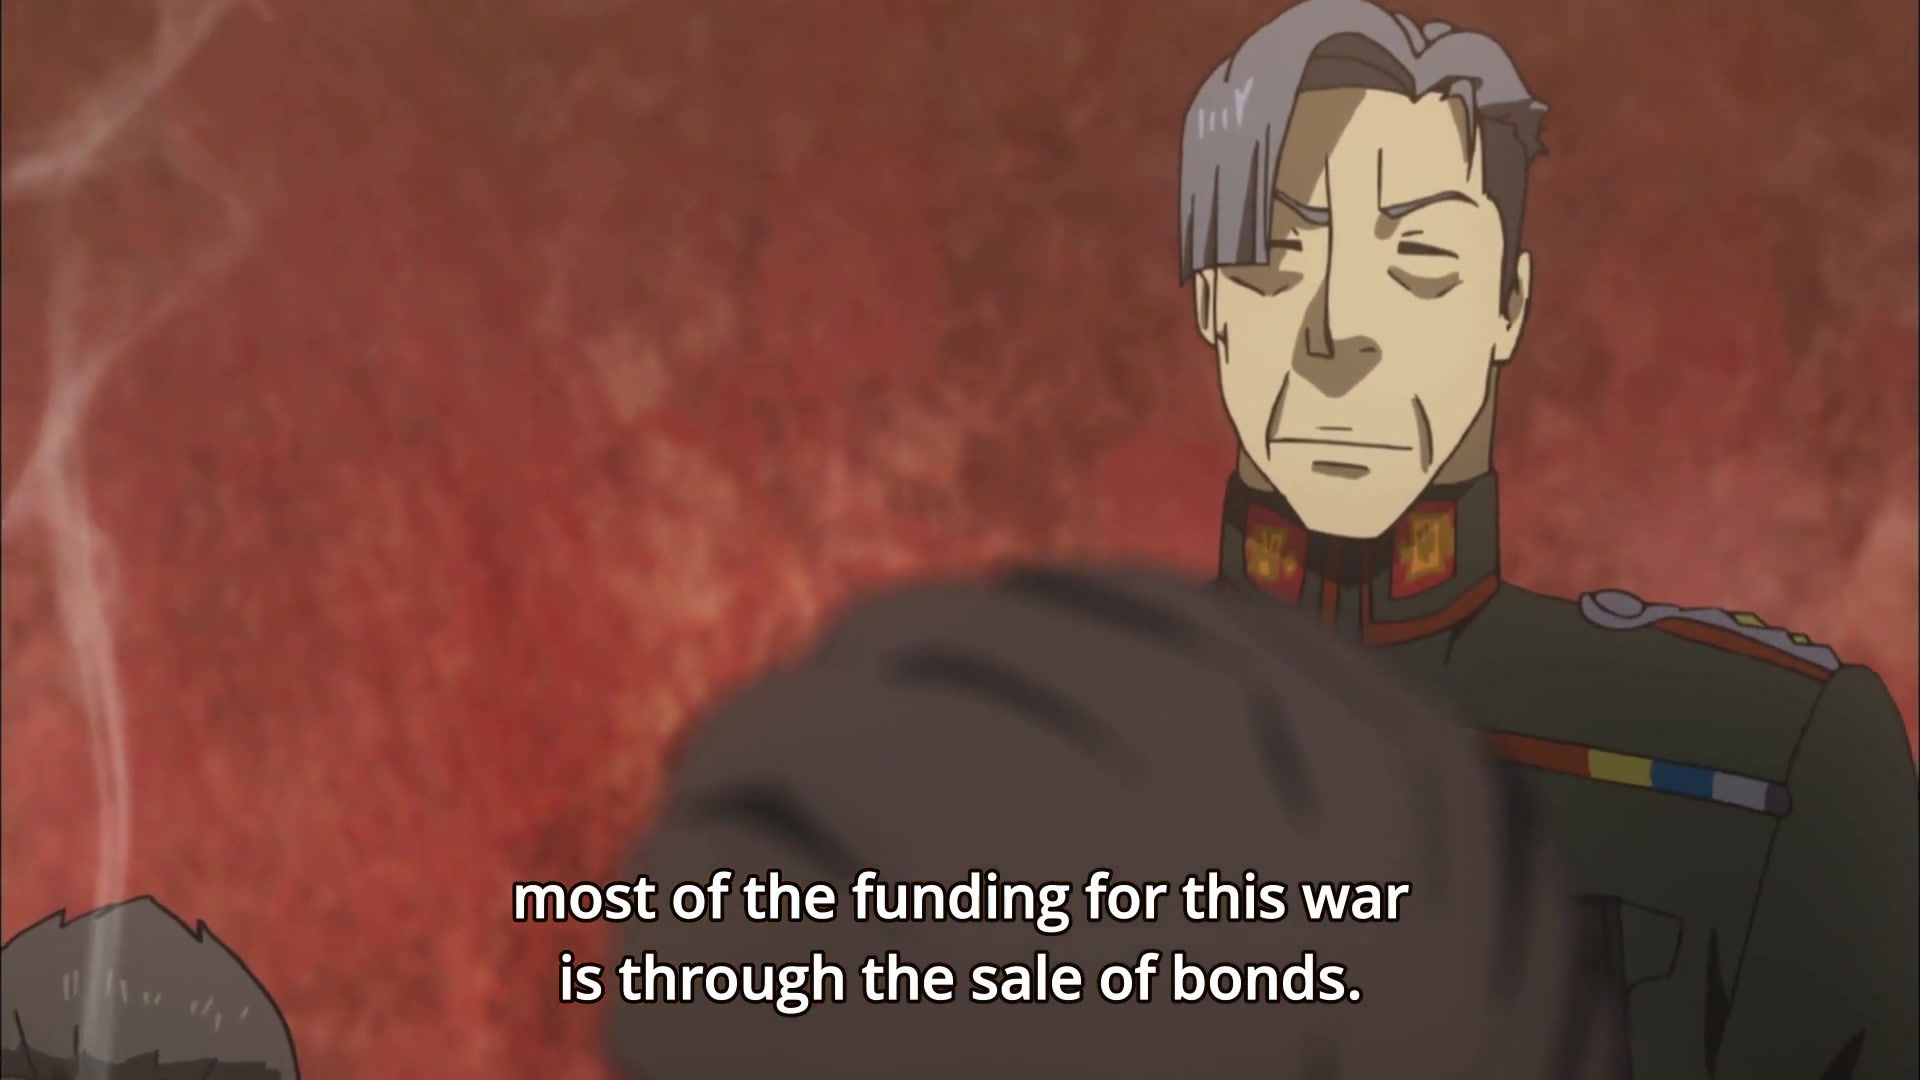 most of the funding for this war
is through the sale of bonds.